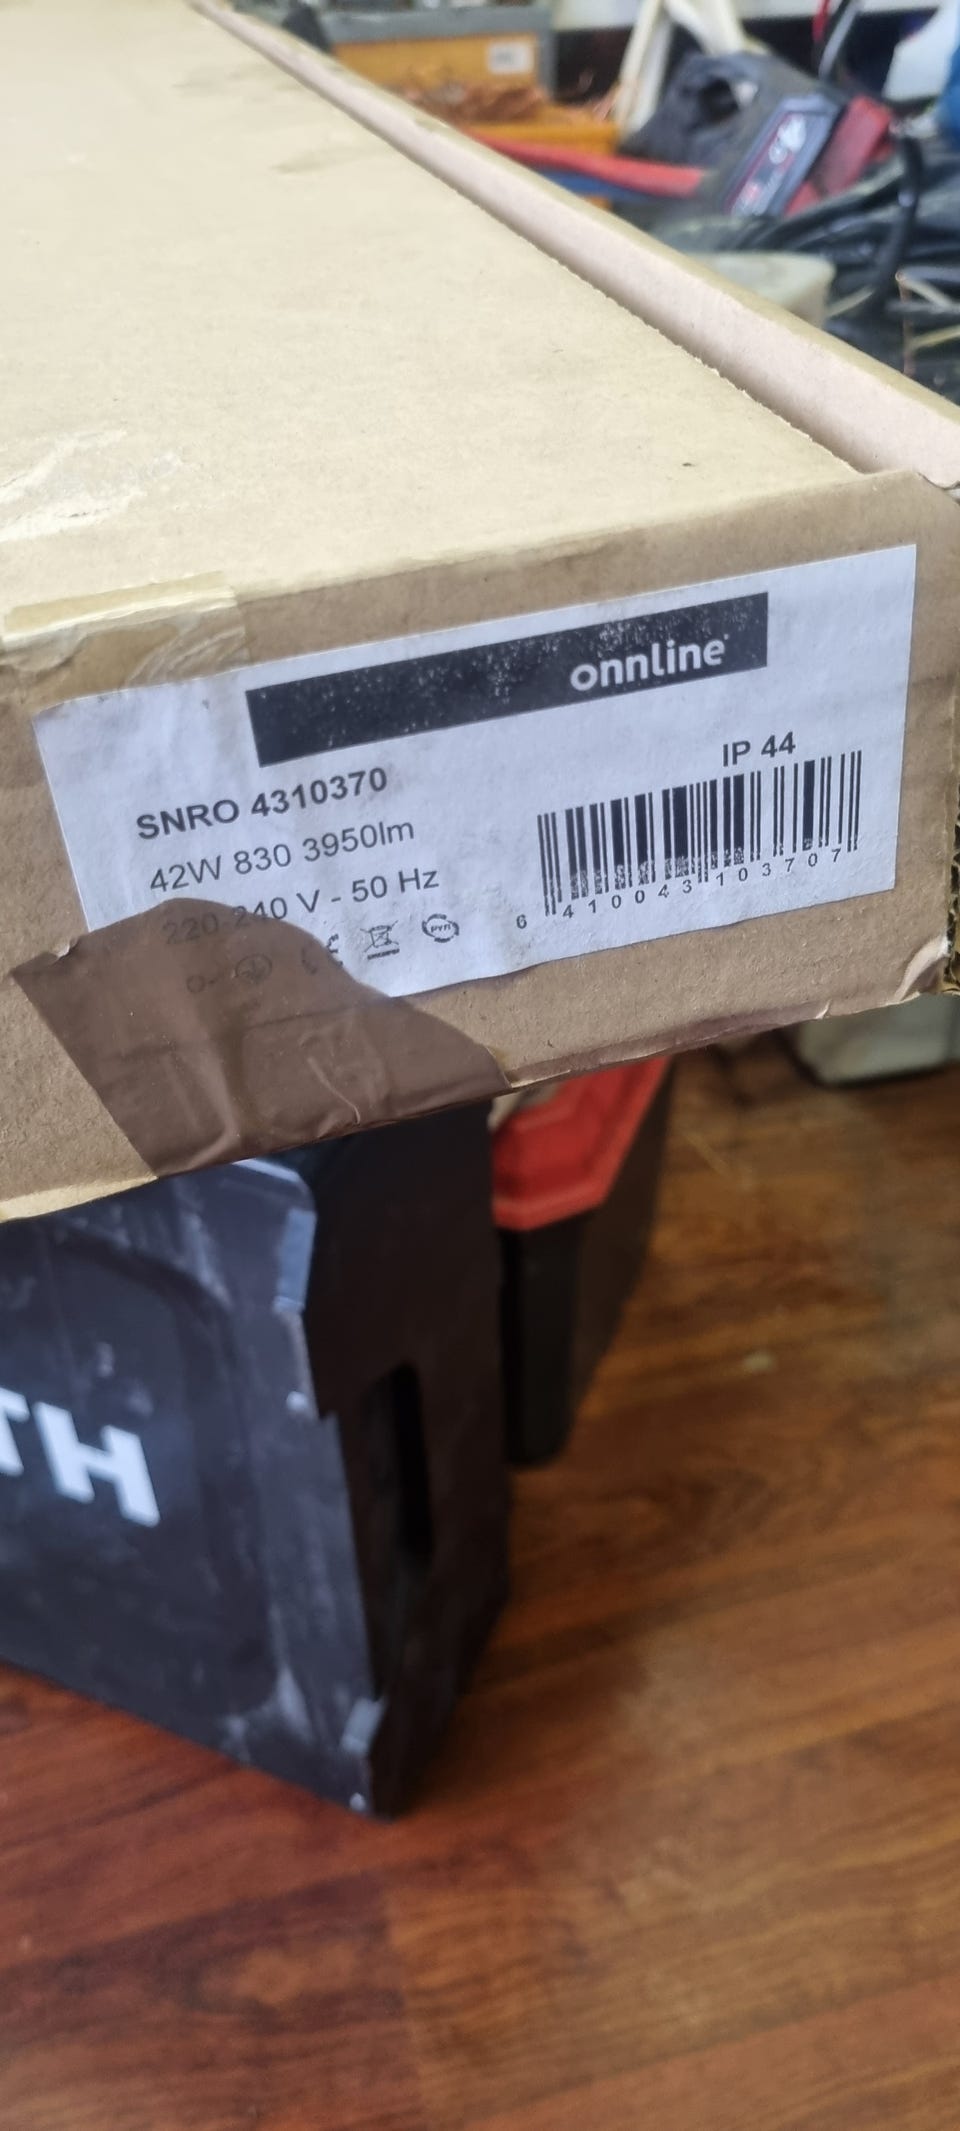 onnline
IP 44
SNRO 4310370
42W 830 3950lm
220-240 V - 50 Hz
6 410043 103707
TH